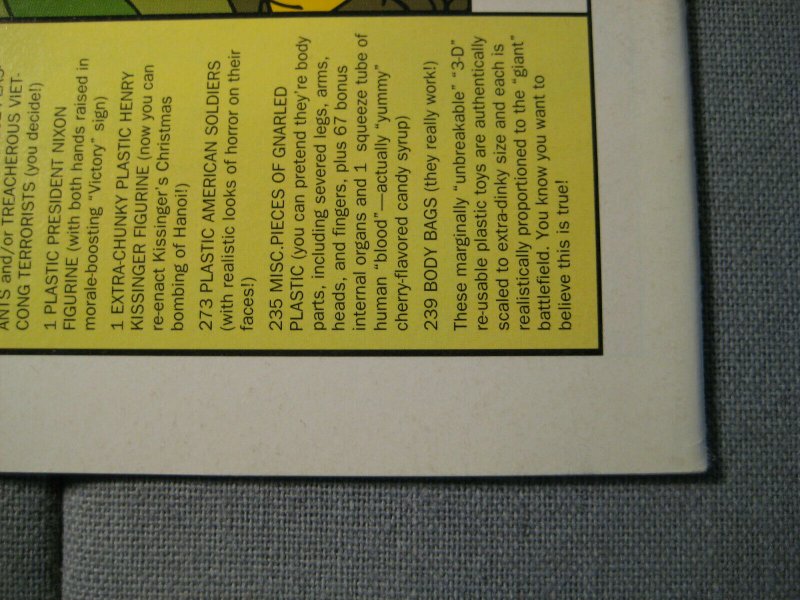 ANTS and/or TREACHEROUS VIET-
CONG TERRORISTS (you decide!)
1 PLASTIC PRESIDENT NIXON
FIGURINE (with both hands raised in
morale-boosting “Victory” sign)
1 EXTRA-CHUNKY PLASTIC HENRY
KISSINGER FIGURINE (now you can
re-enact Kissinger's Christmas
bombing of Hanoi!)
273 PLASTIC AMERICAN SOLDIERS
(with realistic looks of horror on their
faces!)
235 MISC.PIECES OF GNARLED
PLASTIC (you can pretend they're body
parts, including severed legs, arms,
heads, and fingers, plus 67 bonus
internal organs and 1 squeeze tube of
human “blood”—actually “yummy”
cherry-flavored candy syrup)
239 BODY BAGS (they really work!)
These marginally “unbreakable” “3-D”
re-usable plastic toys are authentically
scaled to extra-dinky size and each is
realistically proportioned to the “giant”
battlefield. You know you want to
believe this is true!